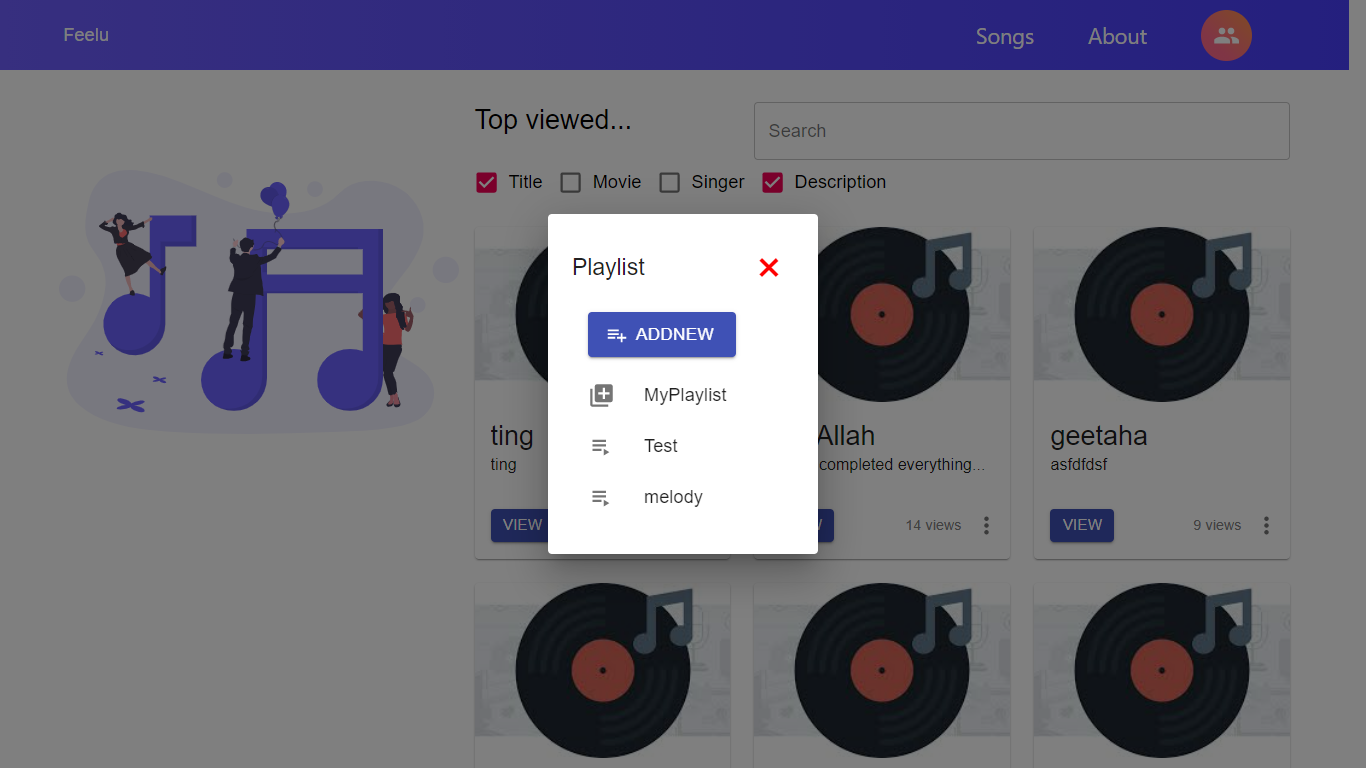 Feelu
Songs
About
Top viewed...
Search
Title
Movie
Singer
Description
Playlist
ADDNEW
MyPlaylist
Test
melody
ting
ting
VIEW
Allah
completed everything...
14 views
geetaha
asfdfdsf
VIEW
9 views